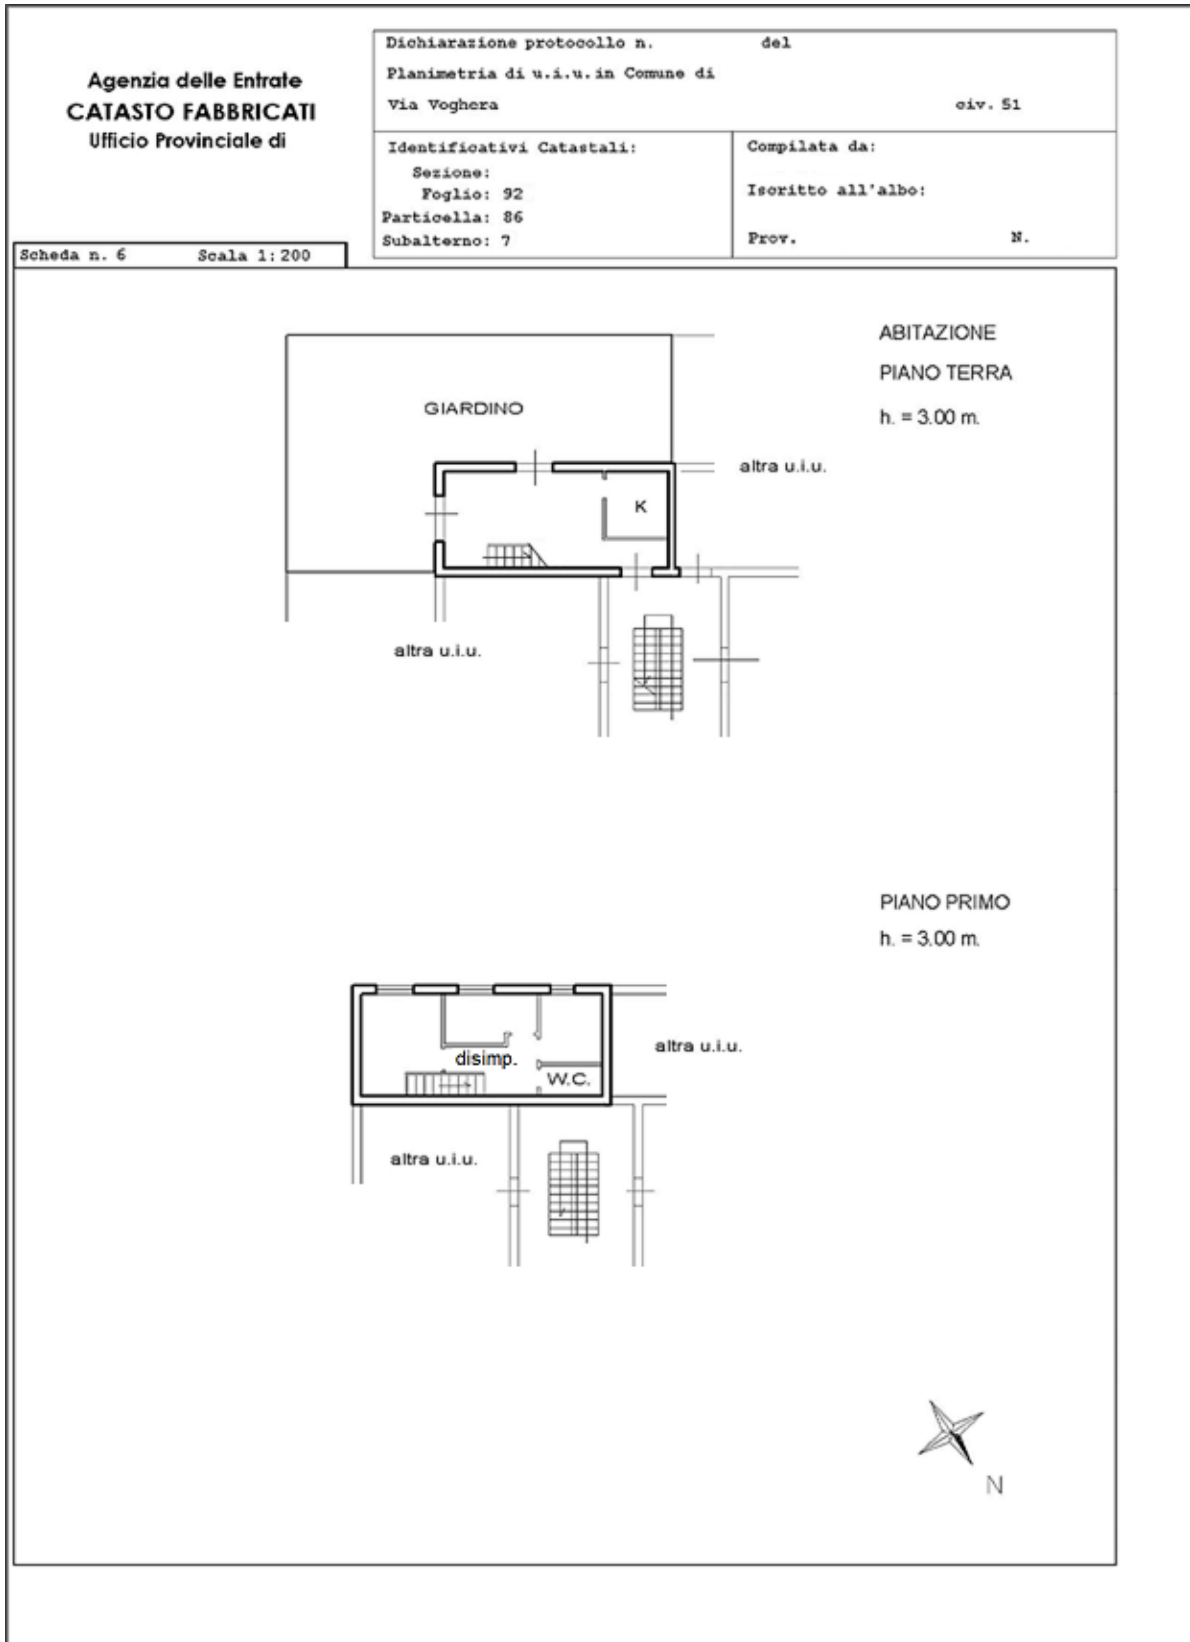 Agenzia delle Entrate
CATASTO FABBRICATI
Ufficio Provinciale di
Dichiarazione protocollo n. del
Planimetria di u.i.u. in Comune di
Via Voghera civ. 51
Identificativi Catastali:
Sezione:
Foglio: 92
Particella: 86
Subalterno: 7
Compilata da:
Iscritto all'albo:
Prov. N.
Scheda n. 6 Scala 1:200
ABITAZIONE
PIANO TERRA
h. = 3.00 m.
GIARDINO
altra u.i.u.
K
altra u.i.u.
PIANO PRIMO
h. = 3.00 m.
altra u.i.u.
disimp.
W.C.
altra u.i.u.
N